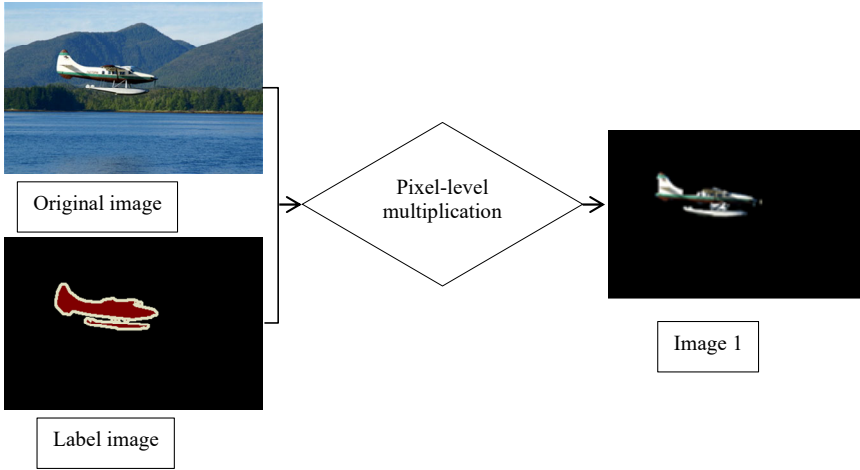 Original image
Pixel-level
multiplication
Label image
Image 1